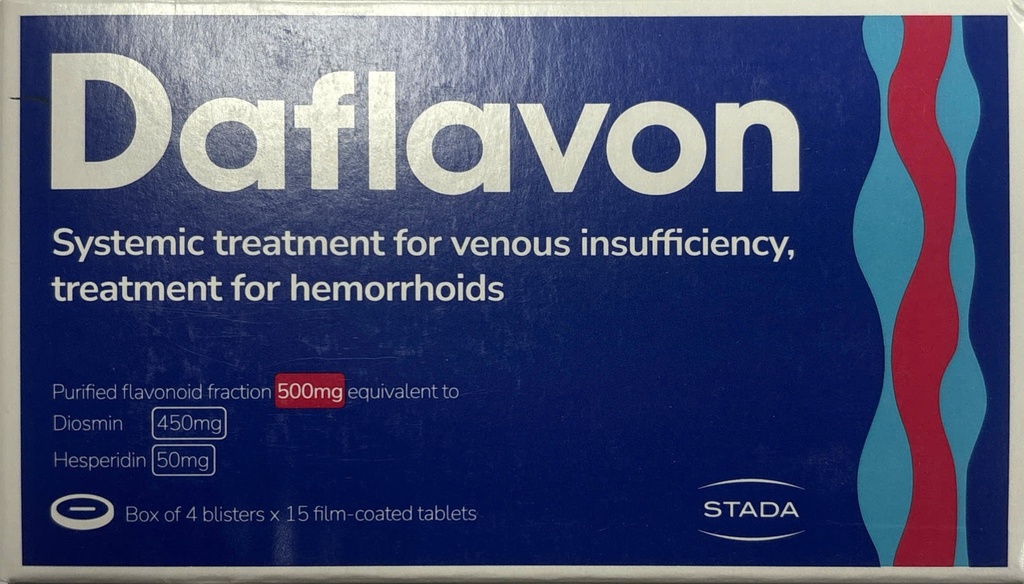 Daflavon
Systemic treatment for venous insufficiency,
treatment for hemorrhoids
Purified flavonoid fraction 500mg equivalent to
Diosmin 450mg
Hesperidin 50mg
Box of 4 blisters x 15 film-coated tablets
STADA